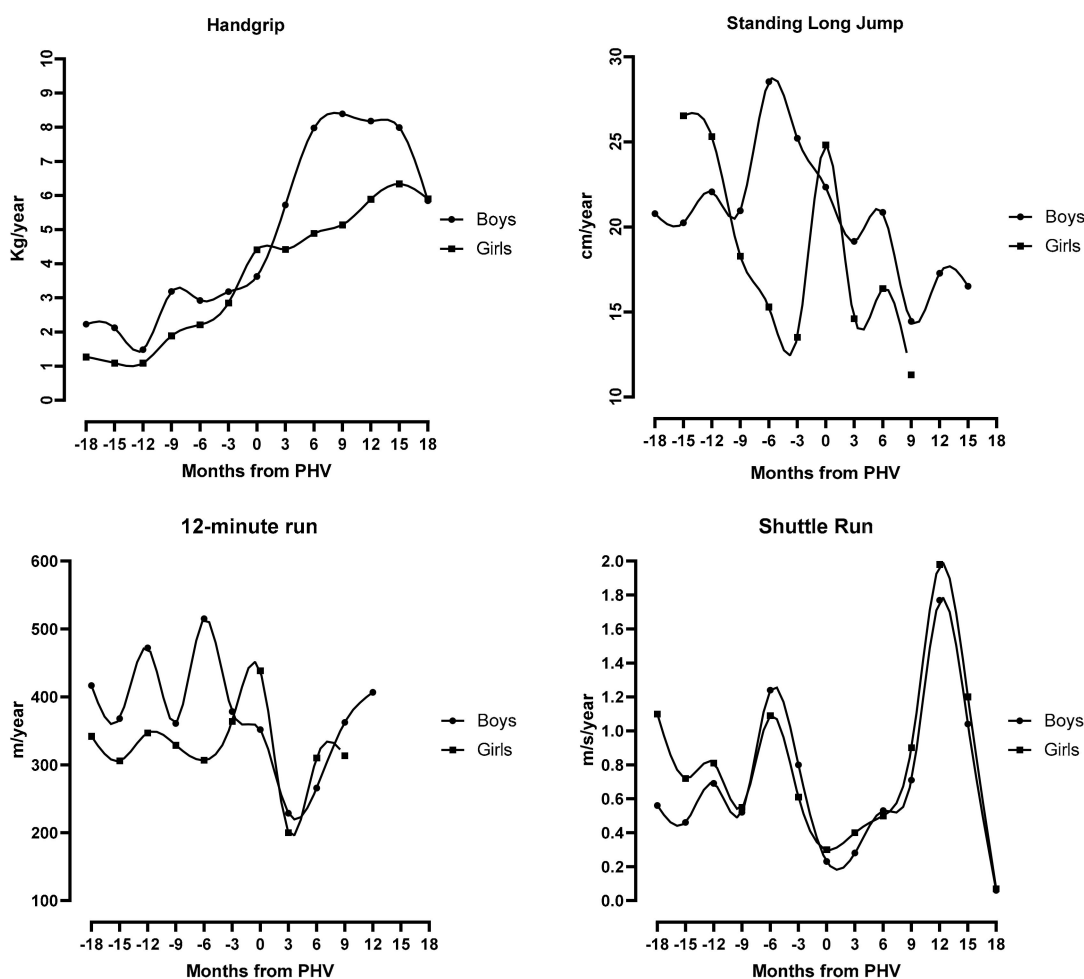 Handgrip
Kg/year
10
9
8
7
6
5
4
3
2
1
0
-18 -15 -12 -9 -6 -3 0 3 6 9 12 15 18
Months from PHV
Boys
Girls
Standing Long Jump
cm/year
30
25
20
15
10
-18 -15 -12 -9 -6 -3 0 3 6 9 12 15 18
Months from PHV
Boys
Girls
12-minute run
m/year
600
500
400
300
200
100
-18 -15 -12 -9 -6 -3 0 3 6 9 12 15 18
Months from PHV
Boys
Girls
Shuttle Run
m/s/year
2.0
1.8
1.6
1.4
1.2
1.0
0.8
0.6
0.4
0.2
0.0
-18 -15 -12 -9 -6 -3 0 3 6 9 12 15 18
Months from PHV
Boys
Girls